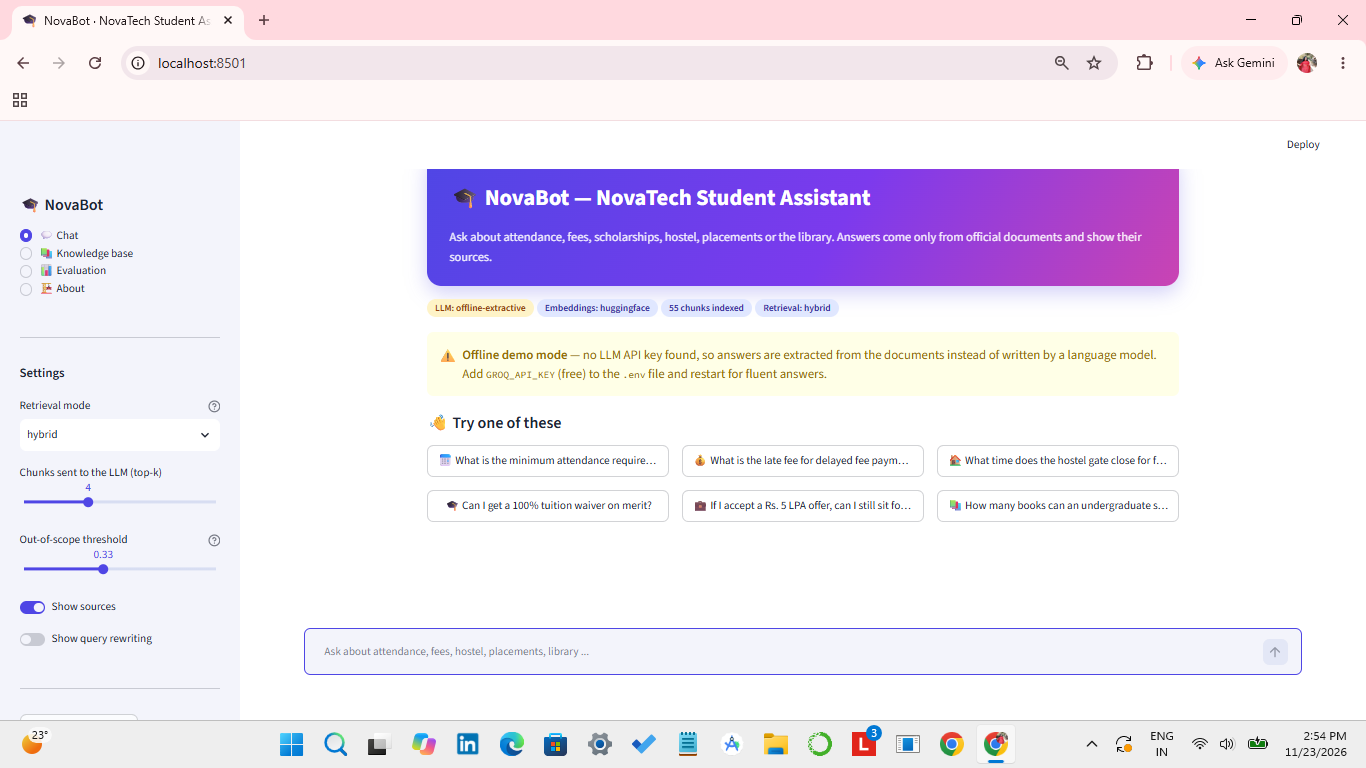 NovaBot · NovaTech Student As
localhost:8501
Ask Gemini
Deploy
NovaBot
Chat
Knowledge base
Evaluation
About
Settings
Retrieval mode
hybrid
Chunks sent to the LLM (top-k)
4
Out-of-scope threshold
0.33
Show sources
Show query rewriting
NovaBot — NovaTech Student Assistant
Ask about attendance, fees, scholarships, hostel, placements or the library. Answers come only from official documents and show their
sources.
LLM: offline-extractive
Embeddings: huggingface
55 chunks indexed
Retrieval: hybrid
Offline demo mode — no LLM API key found, so answers are extracted from the documents instead of written by a language model.
Add GROQ_API_KEY (free) to the .env file and restart for fluent answers.
Try one of these
What is the minimum attendance require...
What is the late fee for delayed fee paym...
What time does the hostel gate close for f...
Can I get a 100% tuition waiver on merit?
If I accept a Rs. 5 LPA offer, can I still sit fo...
How many books can an undergraduate s...
Ask about attendance, fees, hostel, placements, library ...
23°
L
3
ENG
IN
2:54 PM
11/23/2026